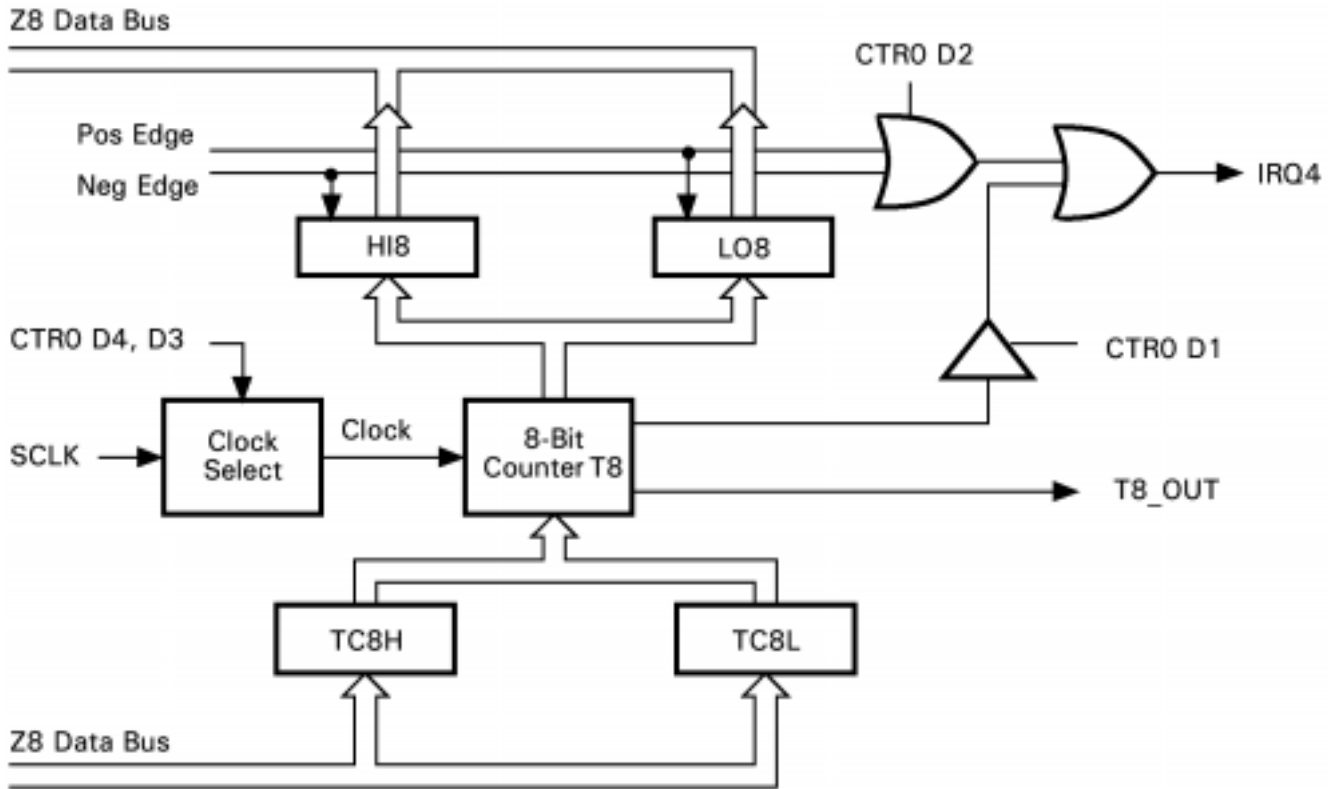 Z8 Data Bus
CTR0 D2
Pos Edge
Neg Edge
IRQ4
HI8
LO8
CTR0 D4, D3
CTR0 D1
Clock
SCLK
Clock
Select
8-Bit
Counter T8
T8_OUT
TC8H
TC8L
Z8 Data Bus